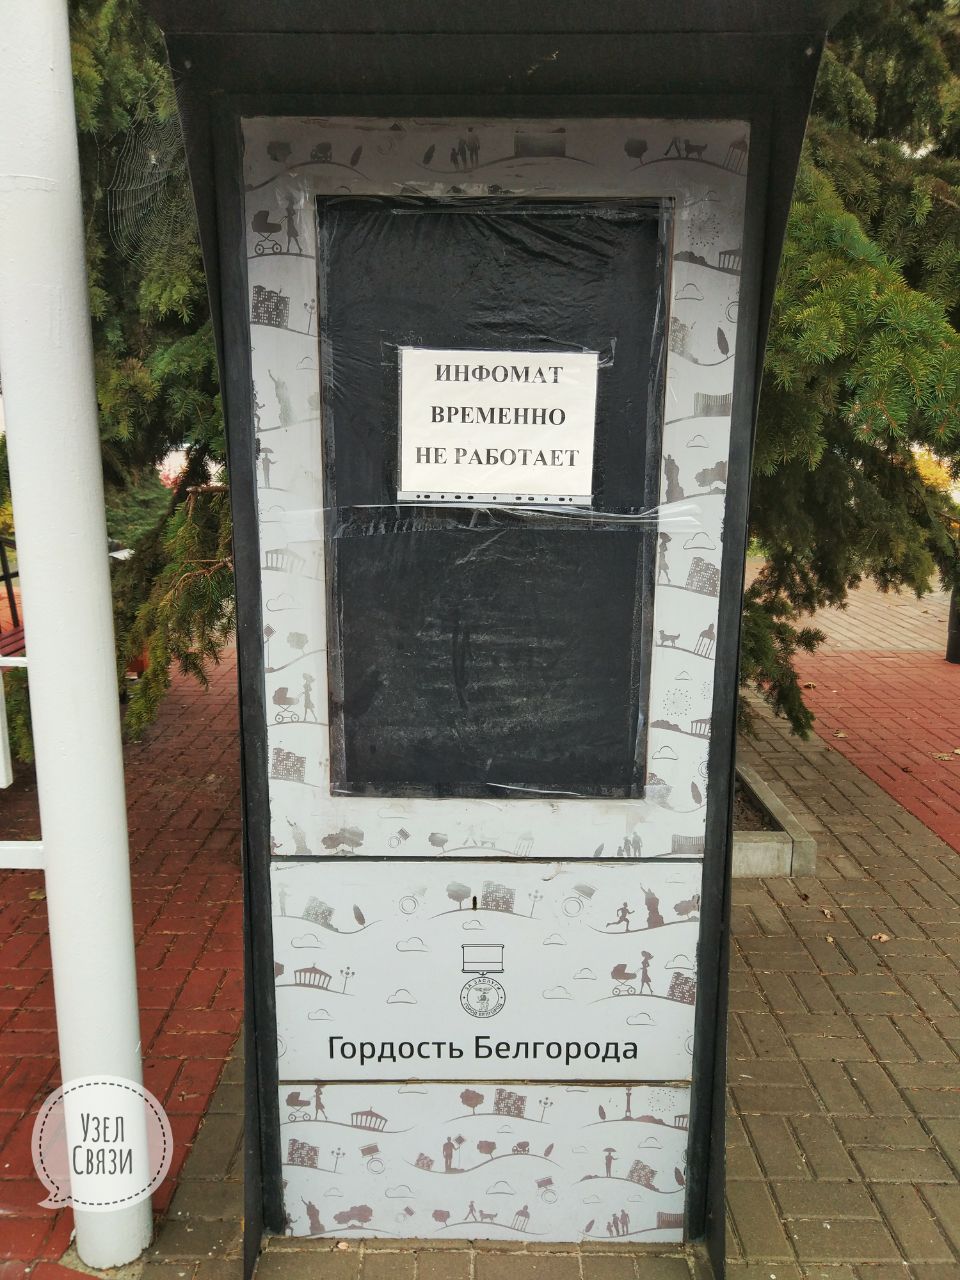 ИНФОМАТ
ВРЕМЕННО
НЕ РАБОТАЕТ
Гордость Белгорода
Узел
Связи